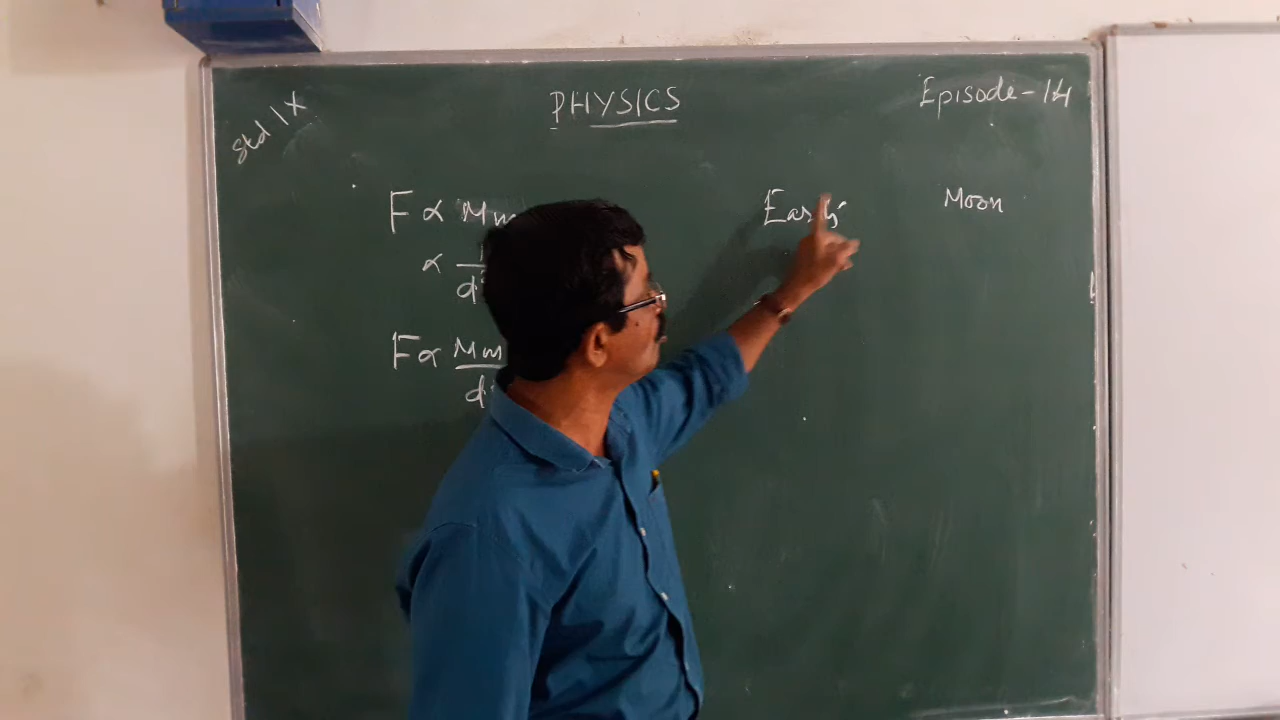 Std IX
PHYSICS
Episode-14
F ∝ Mm
∝ 1/d²
F ∝ Mm/d²
Earth
Moon